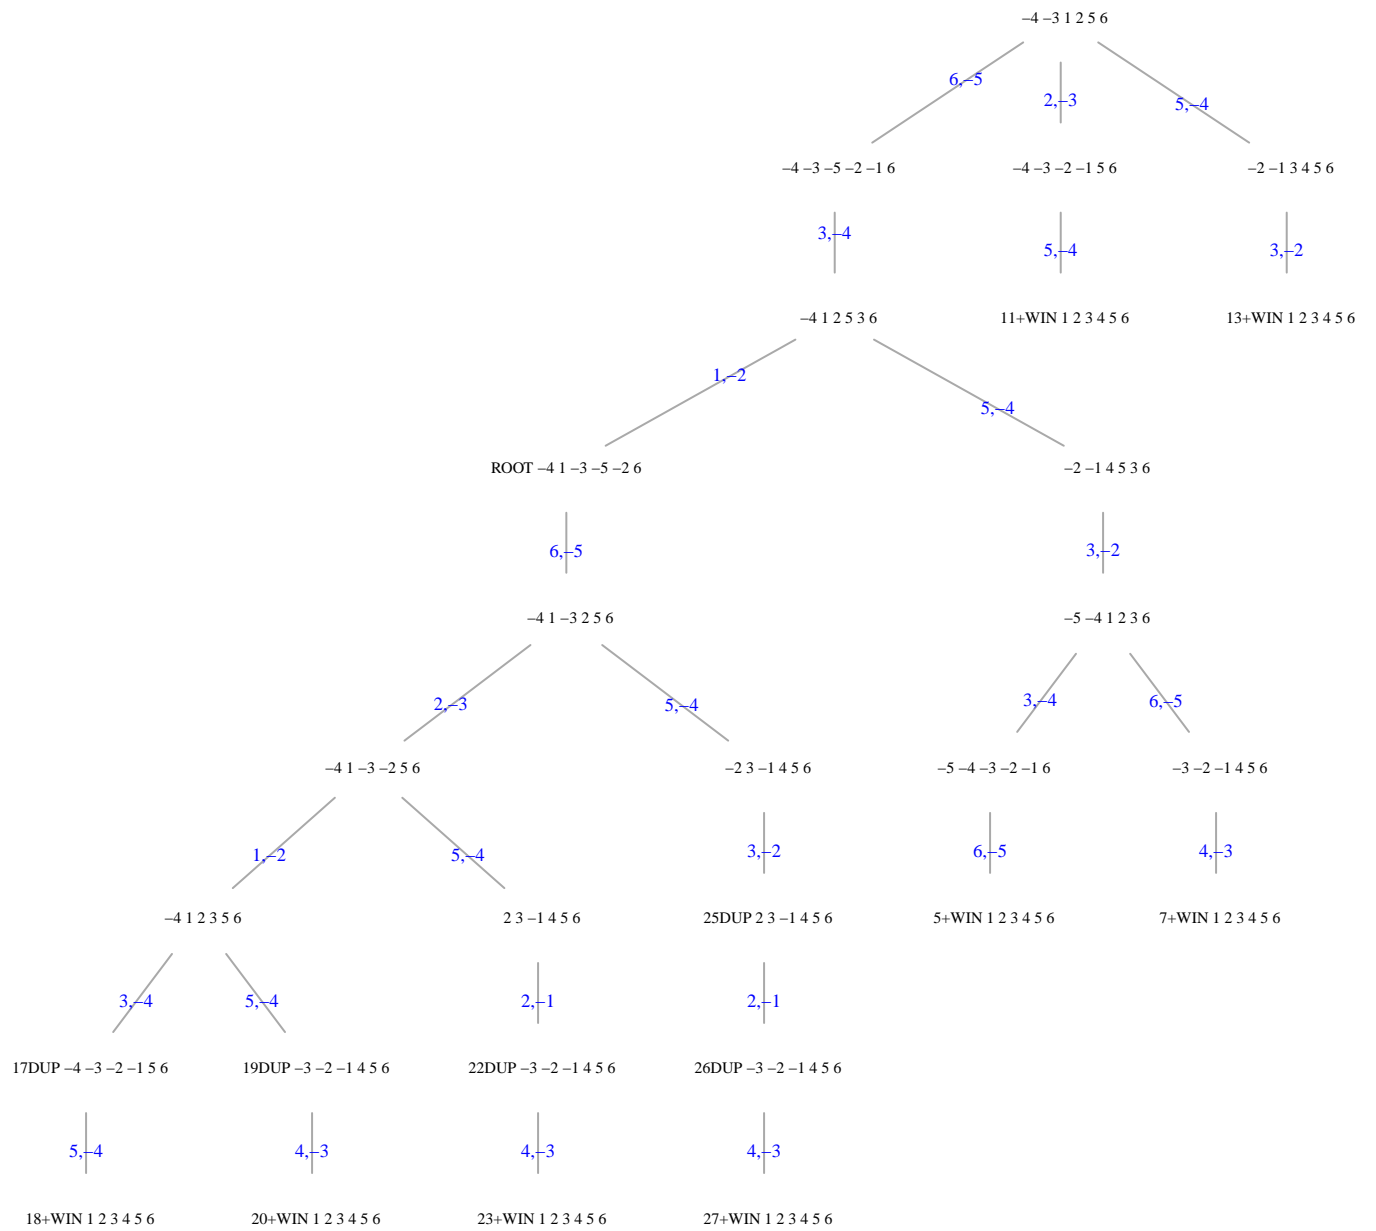 −4 −3 1 2 5 6
6,−5
2,−3
5,−4
−4 −3 −5 −2 −1 6
−4 −3 −2 −1 5 6
−2 −1 3 4 5 6
3,−4
5,−4
3,−2
−4 1 2 5 3 6
11+WIN 1 2 3 4 5 6
13+WIN 1 2 3 4 5 6
1,−2
5,−4
ROOT −4 1 −3 −5 −2 6
−2 −1 4 5 3 6
6,−5
3,−2
−4 1 −3 2 5 6
−5 −4 1 2 3 6
2,−3
5,−4
3,−4
6,−5
−4 1 −3 −2 5 6
−2 3 −1 4 5 6
−5 −4 −3 −2 −1 6
−3 −2 −1 4 5 6
1,−2
5,−4
3,−2
6,−5
4,−3
−4 1 2 3 5 6
2 3 −1 4 5 6
25DUP 2 3 −1 4 5 6
5+WIN 1 2 3 4 5 6
7+WIN 1 2 3 4 5 6
3,−4
5,−4
2,−1
2,−1
17DUP −4 −3 −2 −1 5 6
19DUP −3 −2 −1 4 5 6
22DUP −3 −2 −1 4 5 6
26DUP −3 −2 −1 4 5 6
5,−4
4,−3
4,−3
4,−3
18+WIN 1 2 3 4 5 6
20+WIN 1 2 3 4 5 6
23+WIN 1 2 3 4 5 6
27+WIN 1 2 3 4 5 6